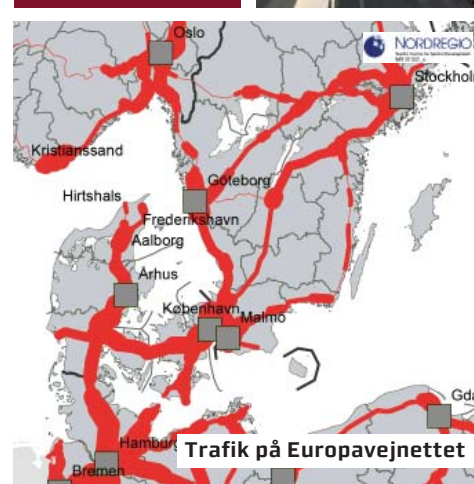 Oslo
NORDREGIO
Stockholm
Kristianssand
Hirtshals
Göteborg
Frederikshavn
Aalborg
Århus
København
Malmö
Gda
Hamburg
Trafik på Europavejnettet
Bremen